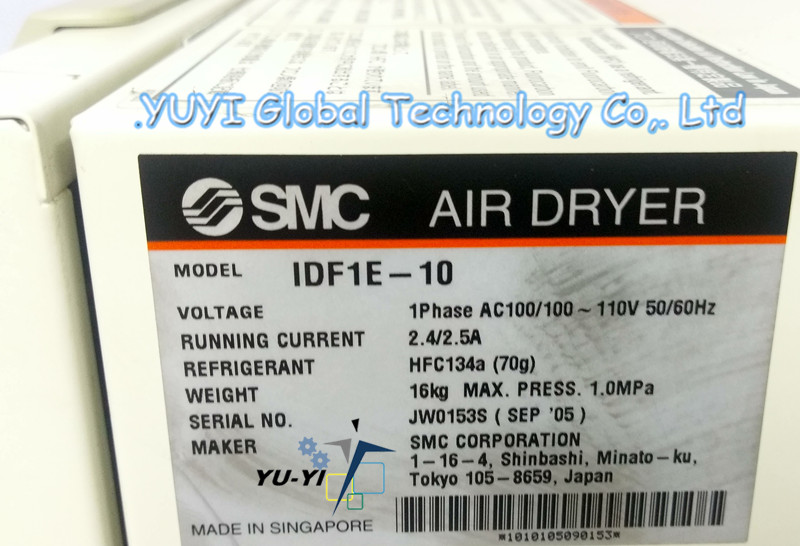 .YUYI Global Technology Co,. Ltd
SMC AIR DRYER
MODEL IDF1E-10
VOLTAGE 1Phase AC100/100~110V 50/60Hz
RUNNING CURRENT 2.4/2.5A
REFRIGERANT HFC134a (70g)
WEIGHT 16kg MAX. PRESS. 1.0MPa
SERIAL NO. JW0153S ( SEP '05 )
MAKER SMC CORPORATION
1-16-4, Shinbashi, Minato-ku,
Tokyo 105-8659, Japan
YU-YI
MADE IN SINGAPORE
*1010105090153*